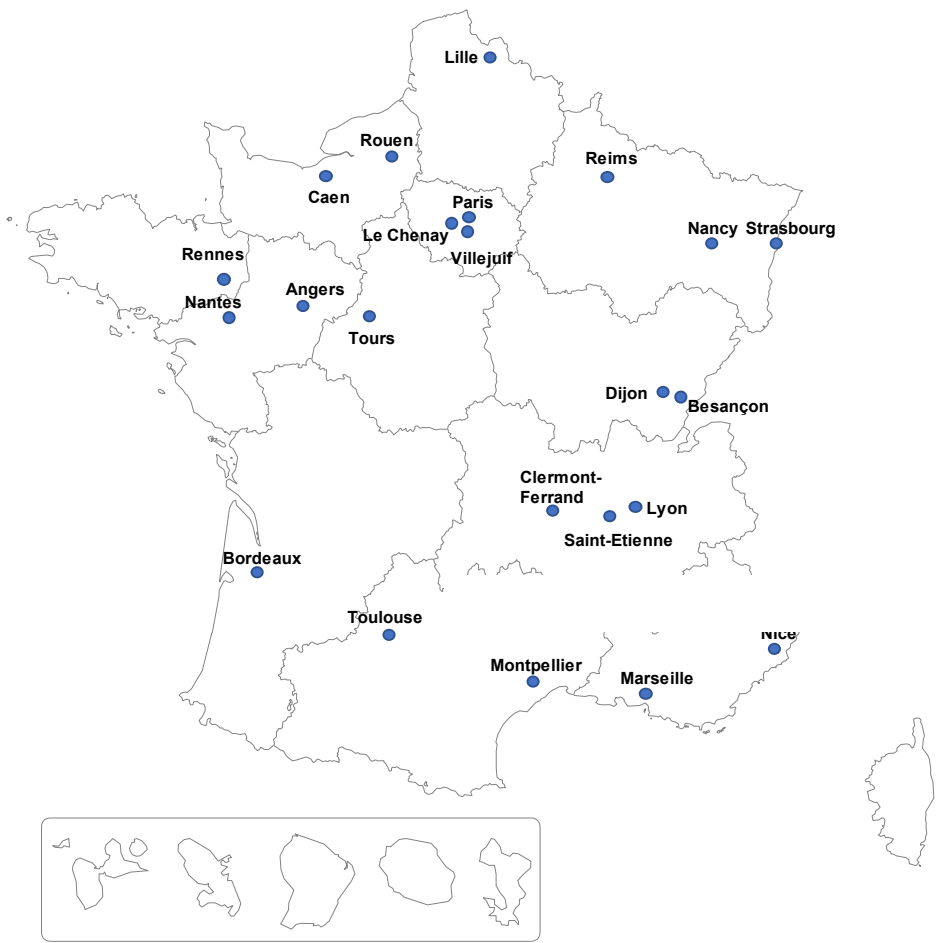 Lille
Rouen
Reims
Caen
Paris
Le Chenay
Nancy Strasbourg
Villejuif
Rennes
Angers
Nantes
Tours
Dijon
Besançon
Clermont-
Ferrand
Lyon
Saint-Etienne
Bordeaux
Toulouse
Nice
Montpellier
Marseille